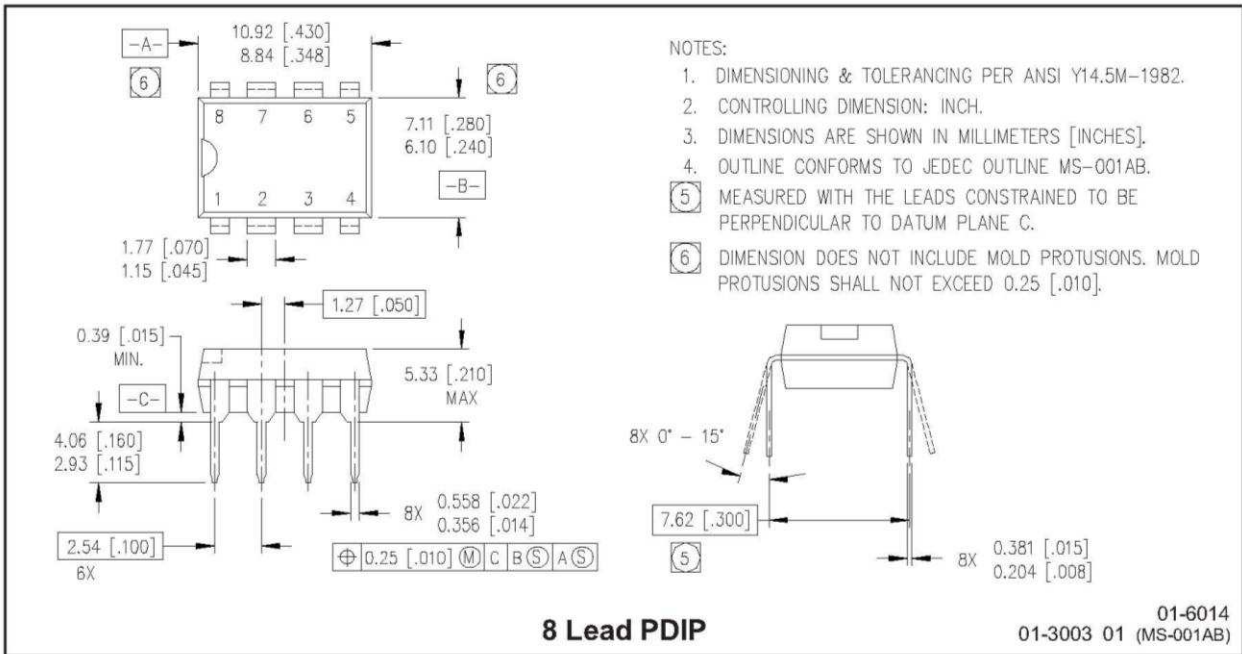 10.92 [.430]
8.84 [.348]
-A-
6
6
8 7 6 5
1 2 3 4
7.11 [.280]
6.10 [.240]
-B-
1.77 [.070]
1.15 [.045]
1.27 [.050]
0.39 [.015]
MIN.
5.33 [.210]
MAX
-C-
4.06 [.160]
2.93 [.115]
8X 0.558 [.022]
0.356 [.014]
2.54 [.100]
6X
⌖ 0.25 [.010] Ⓜ C B Ⓢ A Ⓢ
NOTES:
1. DIMENSIONING & TOLERANCING PER ANSI Y14.5M-1982.
2. CONTROLLING DIMENSION: INCH.
3. DIMENSIONS ARE SHOWN IN MILLIMETERS [INCHES].
4. OUTLINE CONFORMS TO JEDEC OUTLINE MS-001AB.
5 MEASURED WITH THE LEADS CONSTRAINED TO BE
PERPENDICULAR TO DATUM PLANE C.
6 DIMENSION DOES NOT INCLUDE MOLD PROTUSIONS. MOLD
PROTUSIONS SHALL NOT EXCEED 0.25 [.010].
8X 0° - 15°
7.62 [.300]
5
8X 0.381 [.015]
0.204 [.008]
8 Lead PDIP
01-6014
01-3003 01 (MS-001AB)